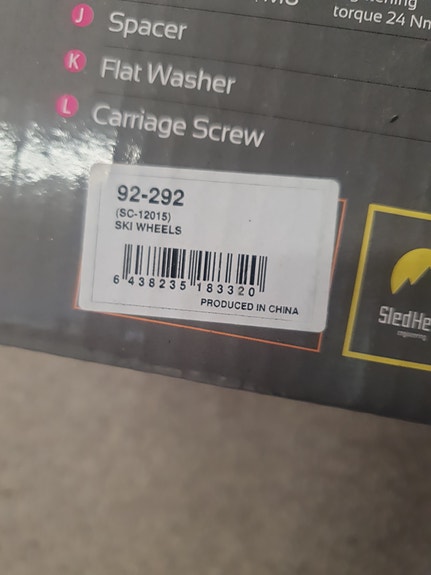 torque 24 Nm
J Spacer
K Flat Washer
L Carriage Screw
92-292
(SC-12015)
SKI WHEELS
6 438235 183320
PRODUCED IN CHINA
SledHe